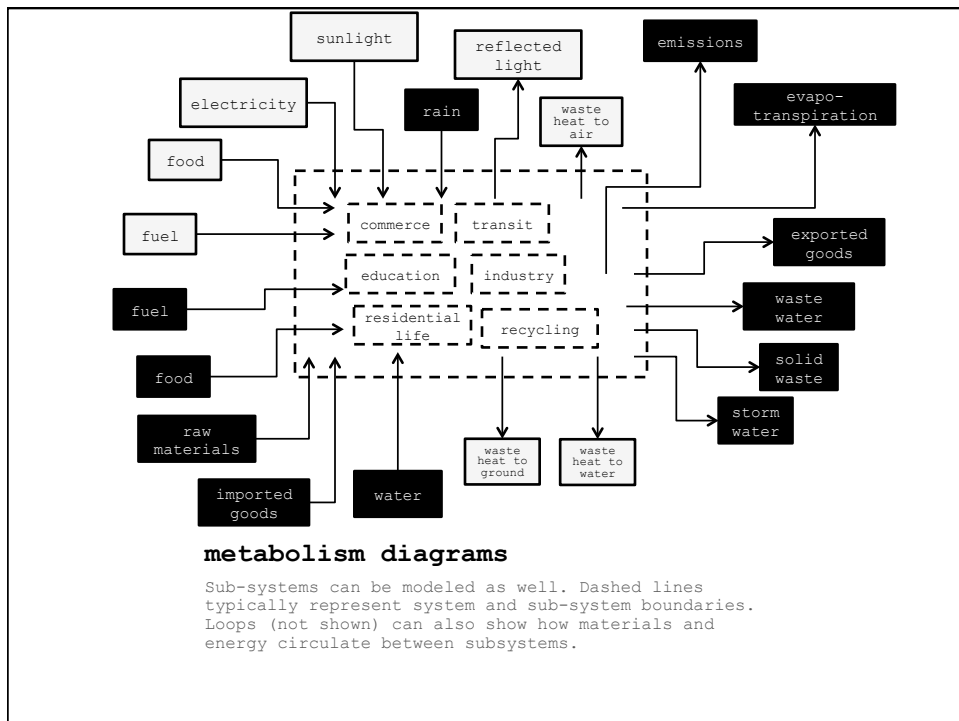 sunlight
reflected
light
emissions
electricity
rain
waste
heat to
air
evapo-
transpiration
food
fuel
commerce
transit
exported
goods
education
industry
fuel
waste
water
residential
life
recycling
food
solid
waste
raw
materials
storm
water
waste
heat to
ground
waste
heat to
water
imported
goods
water
metabolism diagrams
Sub-systems can be modeled as well. Dashed lines
typically represent system and sub-system boundaries.
Loops (not shown) can also show how materials and
energy circulate between subsystems.